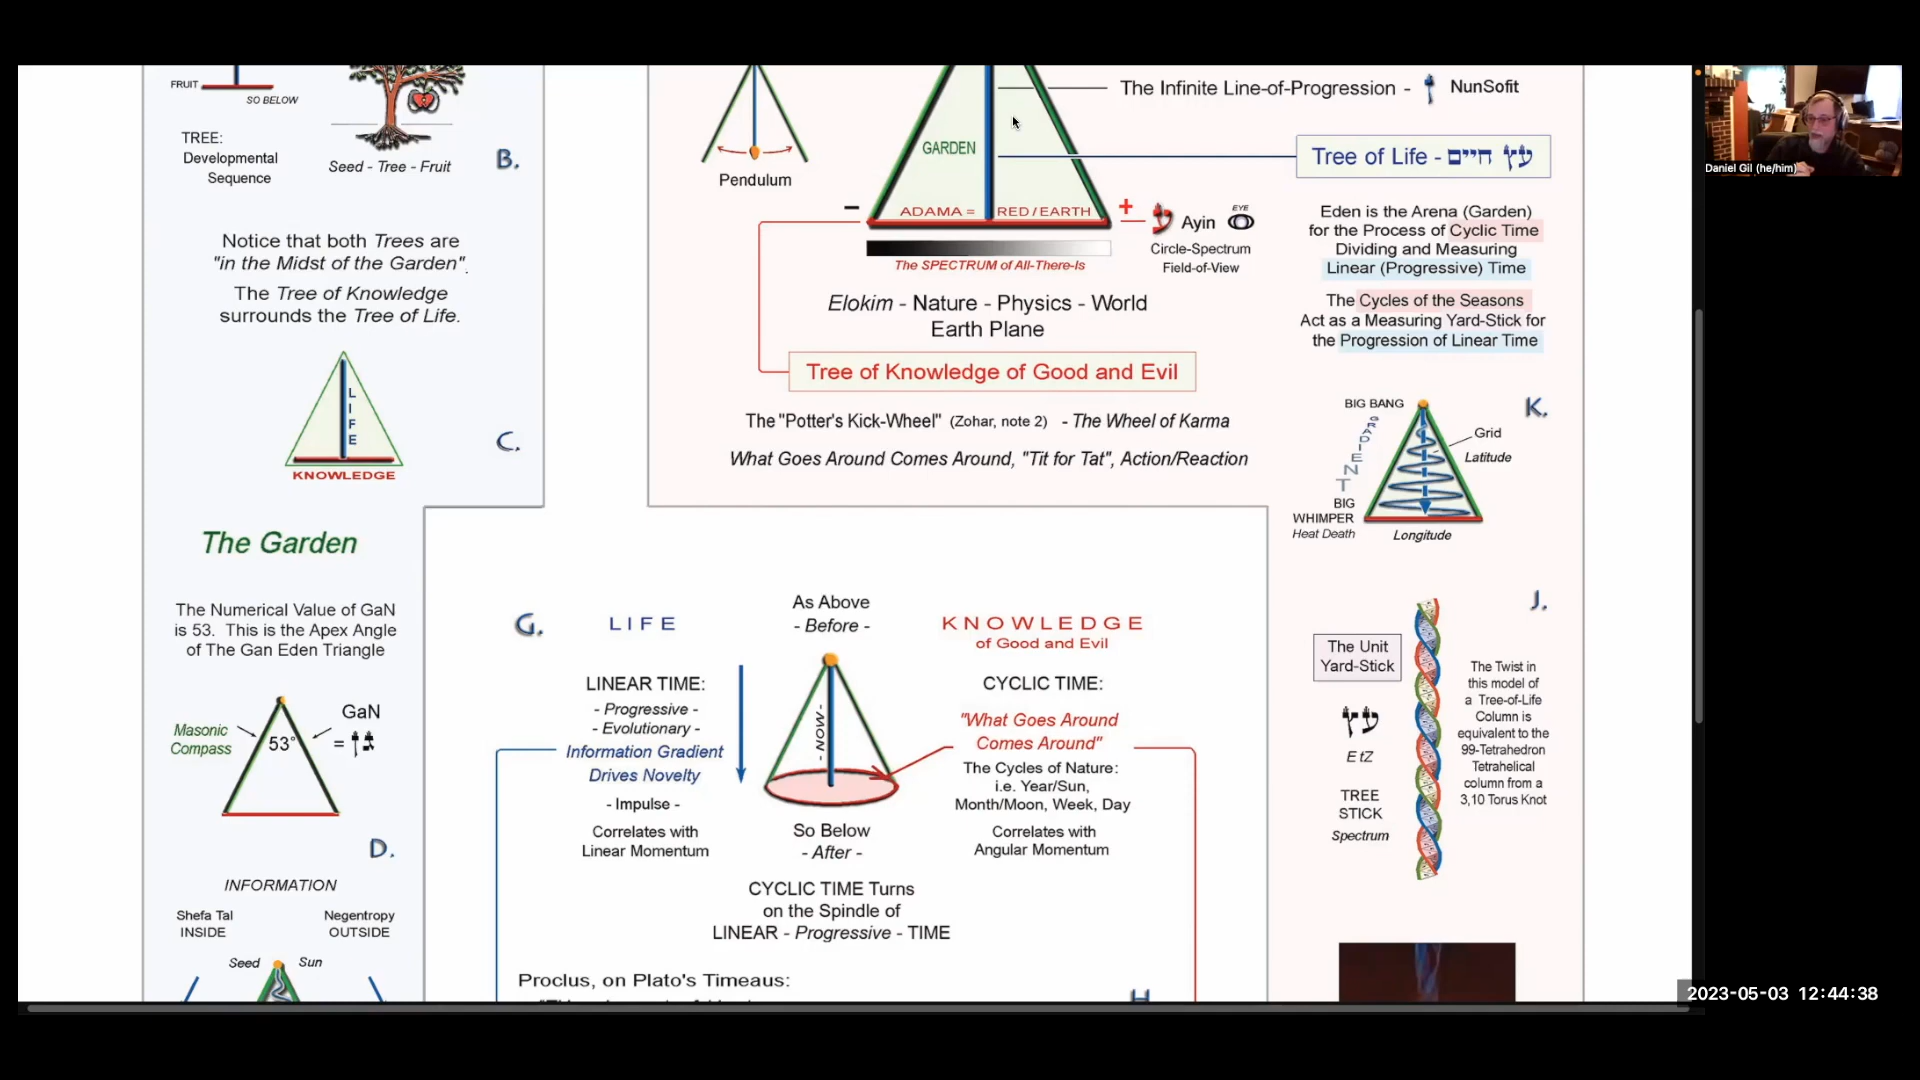 FRUIT
SO BELOW
TREE:
Developmental
Sequence
Seed - Tree - Fruit
B.
Notice that both Trees are
"in the Midst of the Garden".
The Tree of Knowledge
surrounds the Tree of Life.
LIFE
KNOWLEDGE
C.
The Garden
The Numerical Value of GaN
is 53. This is the Apex Angle
of The Gan Eden Triangle
Masonic
Compass
53°
GaN
= גן
D.
INFORMATION
Shefa Tal
INSIDE
Negentropy
OUTSIDE
Seed
Sun
Pendulum
The Infinite Line-of-Progression - ן NunSofit
GARDEN
Tree of Life - עץ חיים
− ADAMA = RED / EARTH +
ע Ayin
EYE
Circle-Spectrum
Field-of-View
The SPECTRUM of All-There-Is
Elokim - Nature - Physics - World
Earth Plane
Tree of Knowledge of Good and Evil
The "Potter's Kick-Wheel" (Zohar, note 2) - The Wheel of Karma
What Goes Around Comes Around, "Tit for Tat", Action/Reaction
Eden is the Arena (Garden)
for the Process of Cyclic Time
Dividing and Measuring
Linear (Progressive) Time
The Cycles of the Seasons
Act as a Measuring Yard-Stick for
the Progression of Linear Time
K.
BIG BANG
GRADIENT
Grid
Latitude
BIG
WHIMPER
Heat Death
Longitude
G.
LIFE
LINEAR TIME:
- Progressive -
- Evolutionary -
Information Gradient
Drives Novelty
- Impulse -
Correlates with
Linear Momentum
As Above
- Before -
- NOW -
So Below
- After -
KNOWLEDGE
of Good and Evil
CYCLIC TIME:
"What Goes Around
Comes Around"
The Cycles of Nature:
i.e. Year/Sun,
Month/Moon, Week, Day
Correlates with
Angular Momentum
CYCLIC TIME Turns
on the Spindle of
LINEAR - Progressive - TIME
Proclus, on Plato's Timeaus:
H
J.
The Unit
Yard-Stick
עץ
E tZ
TREE
STICK
Spectrum
The Twist in
this model of
a Tree-of-Life
Column is
equivalent to the
99-Tetrahedron
Tetrahelical
column from a
3,10 Torus Knot
Daniel Gil (he/him)
2023-05-03 12:44:38